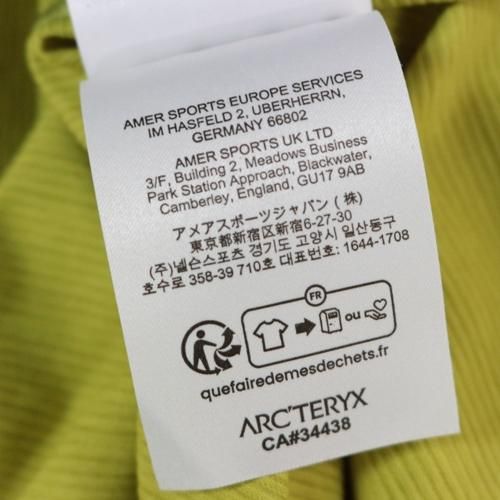 AMER SPORTS EUROPE SERVICES
IM HASFELD 2, UBERHERRN,
GERMANY 66802
AMER SPORTS UK LTD
3/F, Building 2, Meadows Business
Park Station Approach, Blackwater,
Camberley, England, GU17 9AB
アメアスポーツジャパン (株)
東京都新宿区新宿6-27-30
(주)넬슨스포츠 경기도 고양시 일산동구
호수로 358-39 710호 대표번호: 1644-1708
FR
ou
quefairedemesdechets.fr
ARC'TERYX
CA#34438